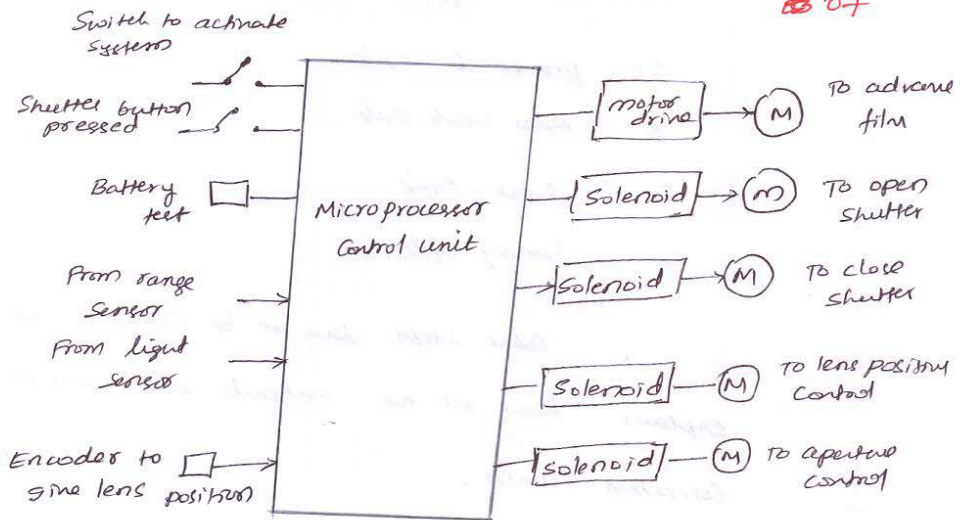 07
Switch to activate
system
Shutter button
pressed
Battery
test
From range
sensor
From light
sensor
Encoder to
give lens position
Microprocessor
Control unit
motor
drive
M
To advance
film
Solenoid
m
To open
shutter
Solenoid
M
To close
shutter
Solenoid
M
To lens position
Control
Solenoid
M
To aperture
control